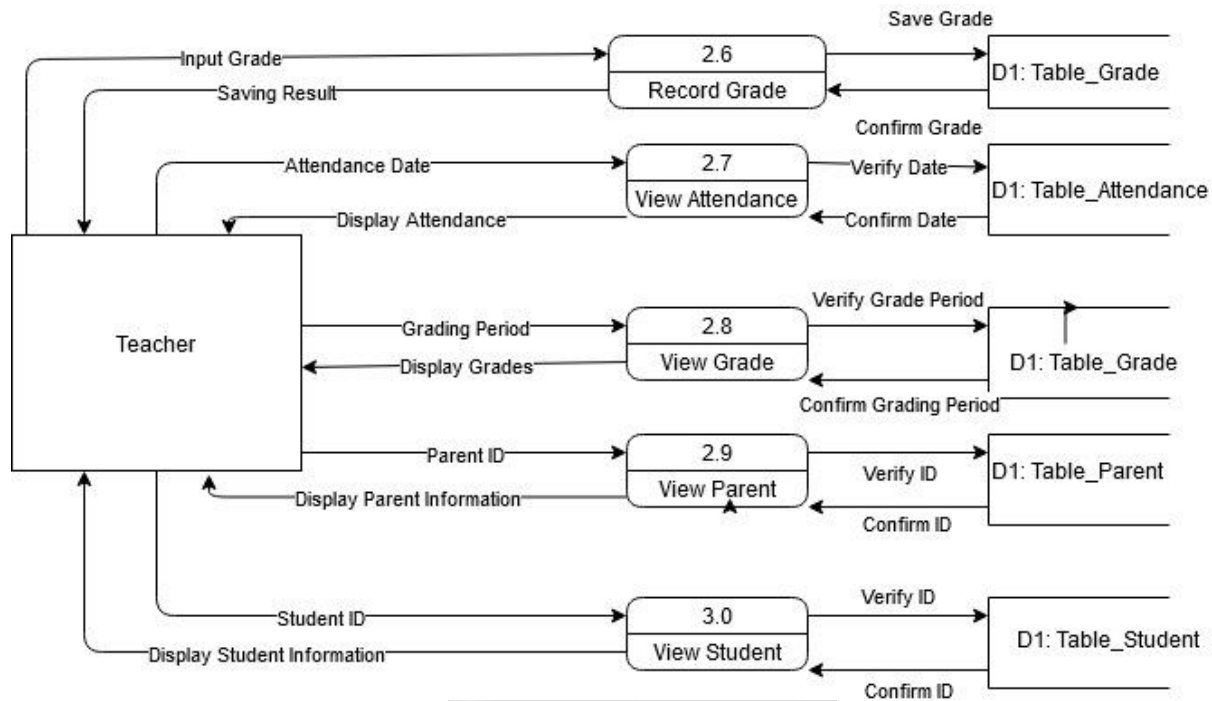 Save Grade
Input Grade
2.6
Record Grade
D1: Table_Grade
Saving Result
Confirm Grade
Attendance Date
2.7
View Attendance
Verify Date
D1: Table_Attendance
Display Attendance
Confirm Date
Teacher
Verify Grade Period
Grading Period
2.8
View Grade
D1: Table_Grade
Display Grades
Confirm Grading Period
Parent ID
2.9
View Parent
Verify ID
D1: Table_Parent
Display Parent Information
Confirm ID
Verify ID
Student ID
3.0
View Student
D1: Table_Student
Display Student Information
Confirm ID